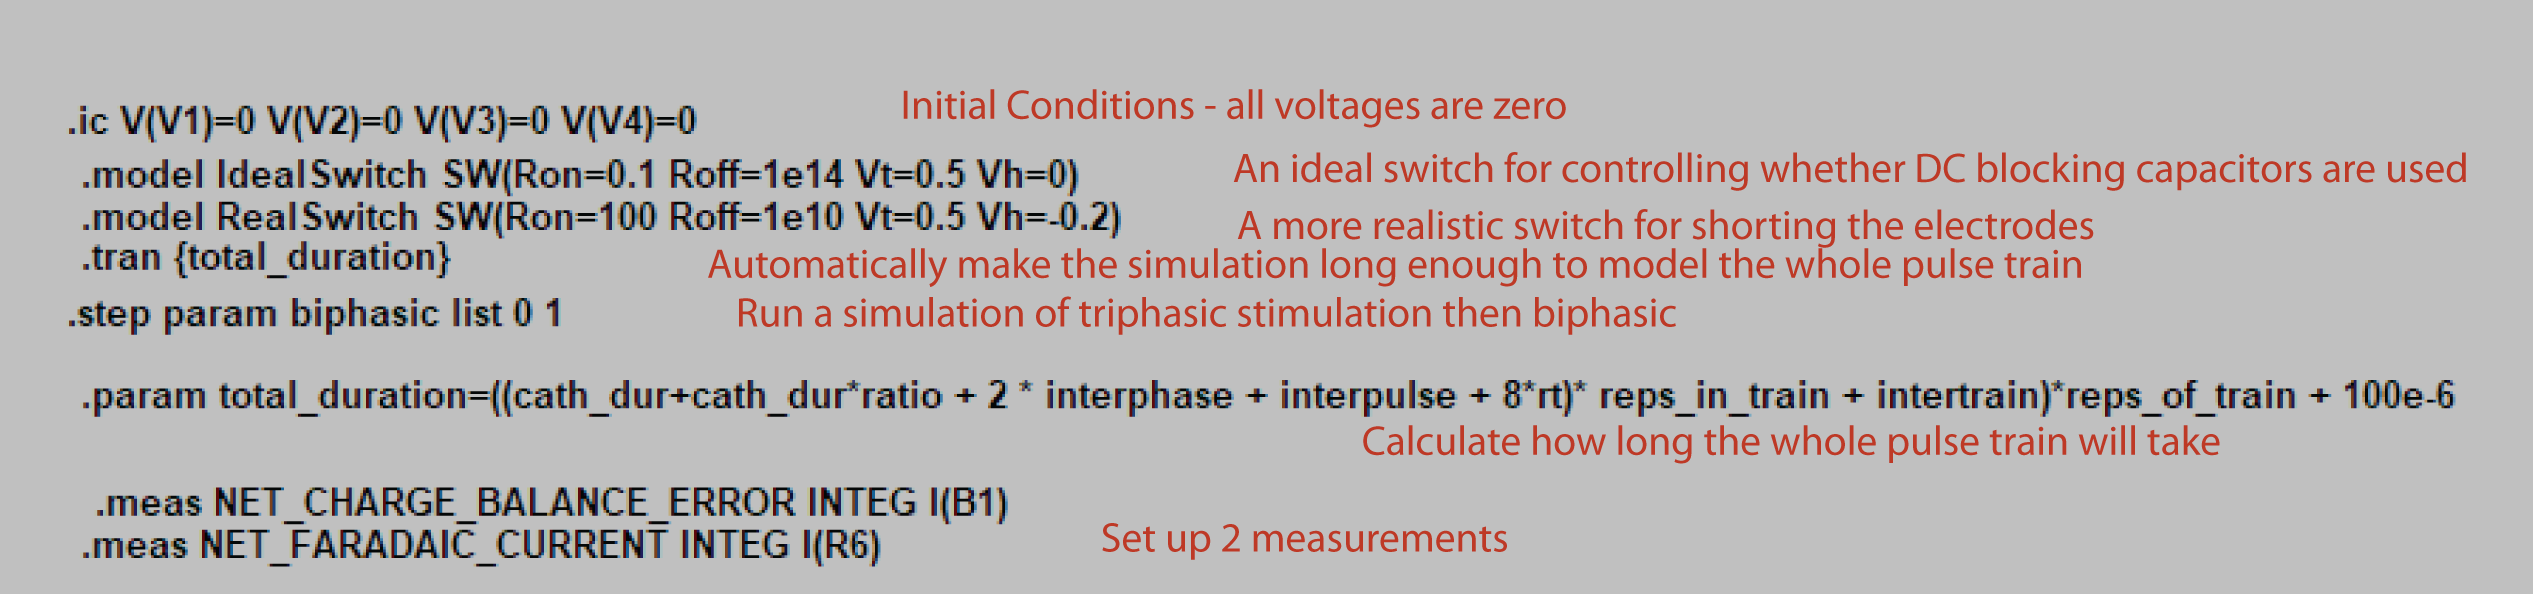 Initial Conditions - all voltages are zero
.ic V(V1)=0 V(V2)=0 V(V3)=0 V(V4)=0
An ideal switch for controlling whether DC blocking capacitors are used
.model IdealSwitch SW(Ron=0.1 Roff=1e14 Vt=0.5 Vh=0)
.model RealSwitch SW(Ron=100 Roff=1e10 Vt=0.5 Vh=-0.2)
A more realistic switch for shorting the electrodes
.tran {total_duration}
Automatically make the simulation long enough to model the whole pulse train
.step param biphasic list 0 1
Run a simulation of triphasic stimulation then biphasic
.param total_duration=((cath_dur+cath_dur*ratio + 2 * interphase + interpulse + 8*rt)* reps_in_train + intertrain)*reps_of_train + 100e-6
Calculate how long the whole pulse train will take
.meas NET_CHARGE_BALANCE_ERROR INTEG I(B1)
.meas NET_FARADAIC_CURRENT INTEG I(R6)
Set up 2 measurements